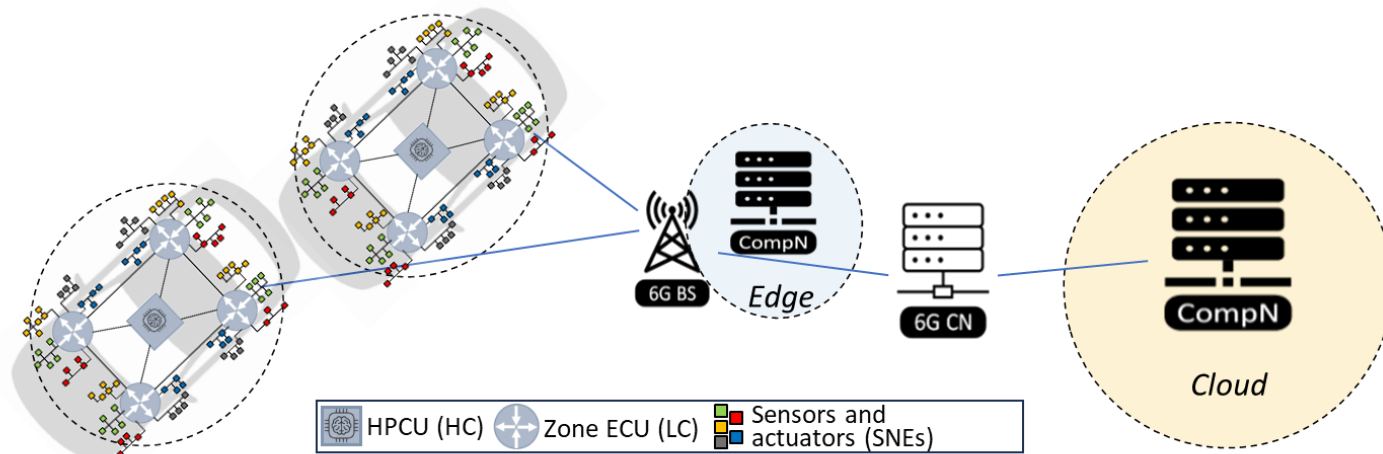 CompN
6G BS
Edge
6G CN
CompN
Cloud
HPCU (HC)
Zone ECU (LC)
Sensors and
actuators (SNEs)